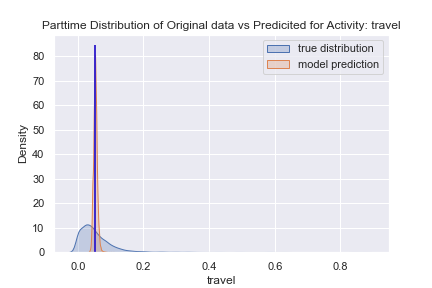 Parttime Distribution of Original data vs Predicited for Activity: travel
true distribution
model prediction
80
70
60
50
40
30
20
10
0
Density
0.0 0.2 0.4 0.6 0.8
travel